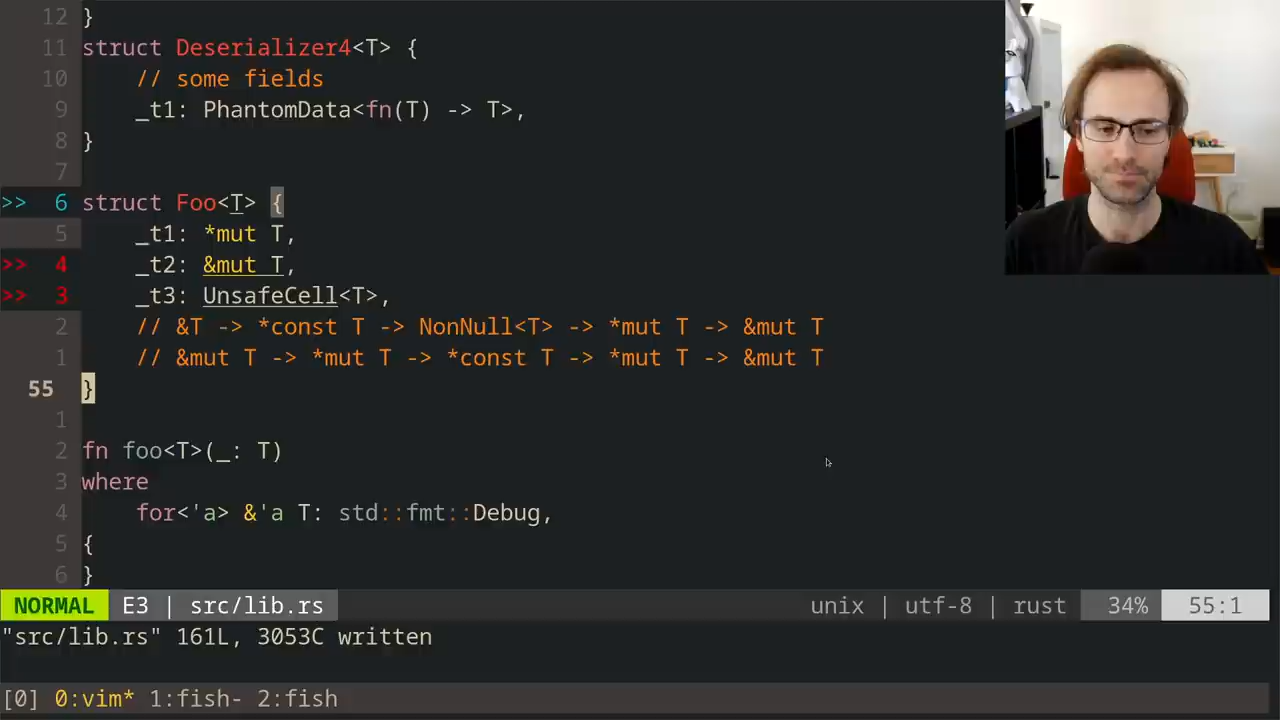 12 }
11 struct Deserializer4<T> {
10     // some fields
9     _t1: PhantomData<fn(T) -> T>,
8 }
7
>> 6 struct Foo<T> {
5     _t1: *mut T,
>> 4     _t2: &mut T,
>> 3     _t3: UnsafeCell<T>,
2     // &T -> *const T -> NonNull<T> -> *mut T -> &mut T
1     // &mut T -> *mut T -> *const T -> *mut T -> &mut T
55 }
1
2 fn foo<T>(_: T)
3 where
4     for<'a> &'a T: std::fmt::Debug,
5 {
6 }
NORMAL E3 | src/lib.rs unix | utf-8 | rust 34% 55:1
"src/lib.rs" 161L, 3053C written
[0] 0:vim* 1:fish- 2:fish